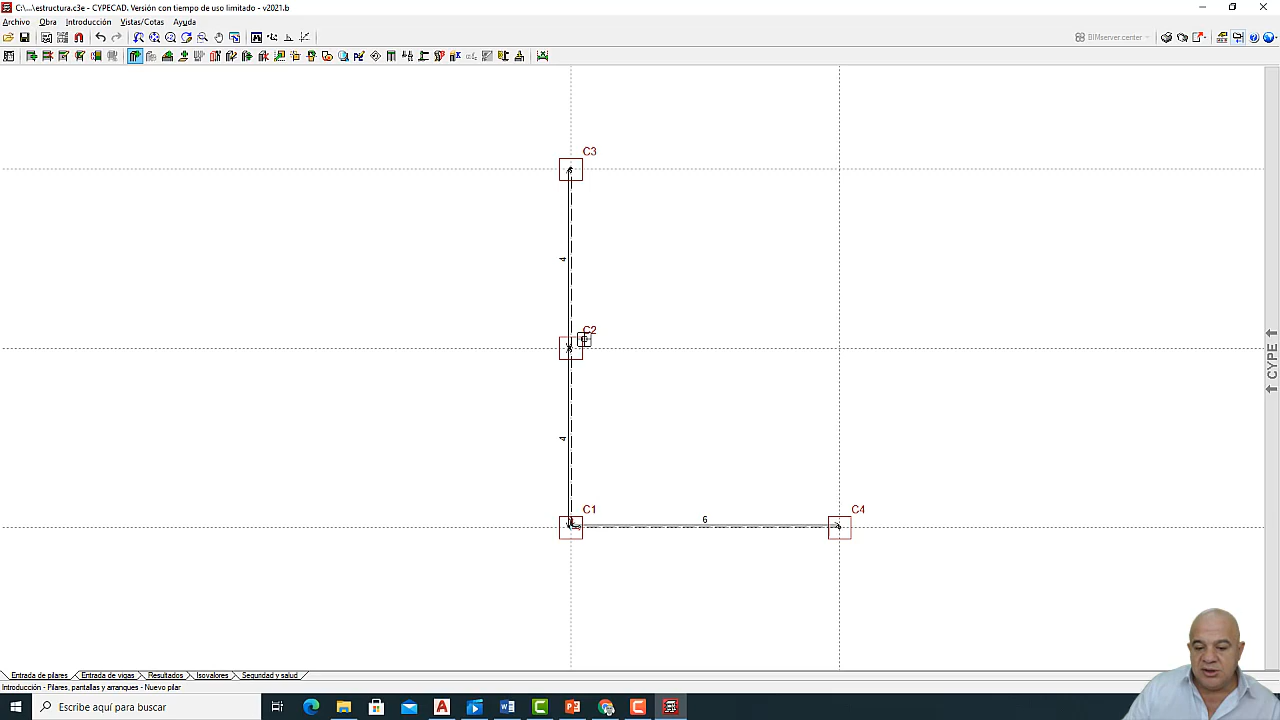 C:\...\estructura.c3e - CYPECAD. Versión con tiempo de uso limitado - v2021.b
Archivo Obra Introducción Vistas/Cotas Ayuda
BIMserver.center
C3
4
C2
CYPE
4
C1
6
C4
Entrada de pilares Entrada de vigas Resultados Isovalores Seguridad y salud
Introducción - Pilares, pantallas y arranques - Nuevo pilar
Escribe aquí para buscar